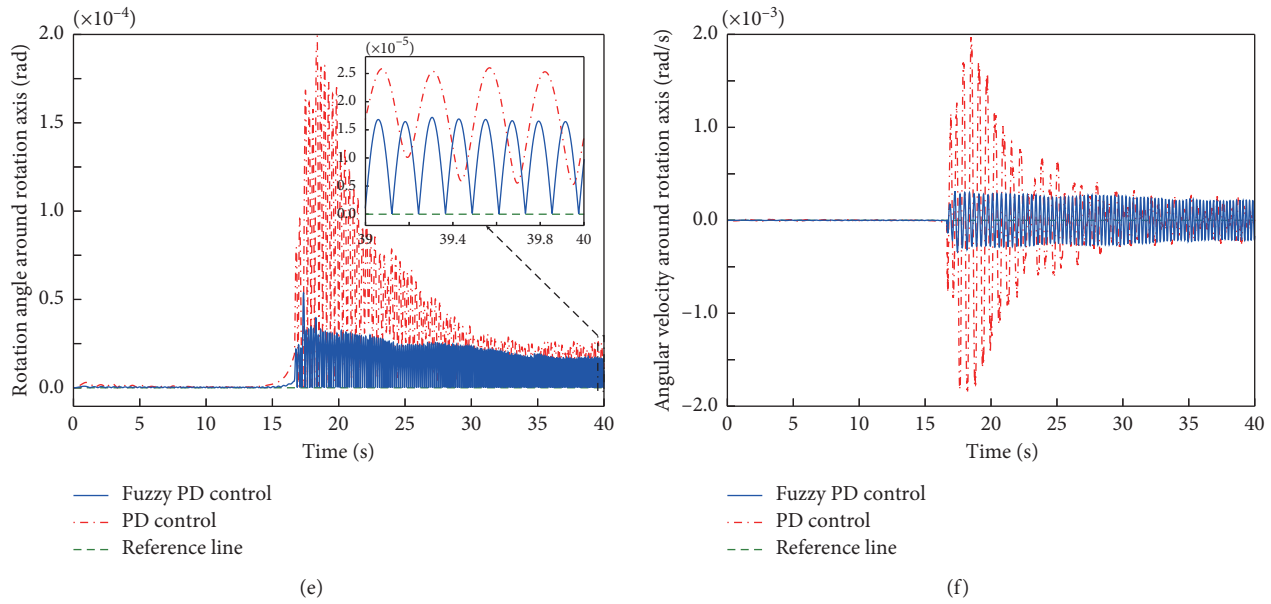 (×10−4)
2.0
1.5
1.0
0.5
0.0
Rotation angle around rotation axis (rad)
(×10−5)
2.5
2.0
1.5
1.0
0.5
0.0
39 39.4 39.8 40
0 5 10 15 20 25 30 35 40
Time (s)
Fuzzy PD control
PD control
Reference line
(e)
(×10−3)
2.0
1.0
0.0
−1.0
−2.0
Angular velocity around rotation axis (rad/s)
0 5 10 15 20 25 30 35 40
Time (s)
Fuzzy PD control
PD control
Reference line
(f)